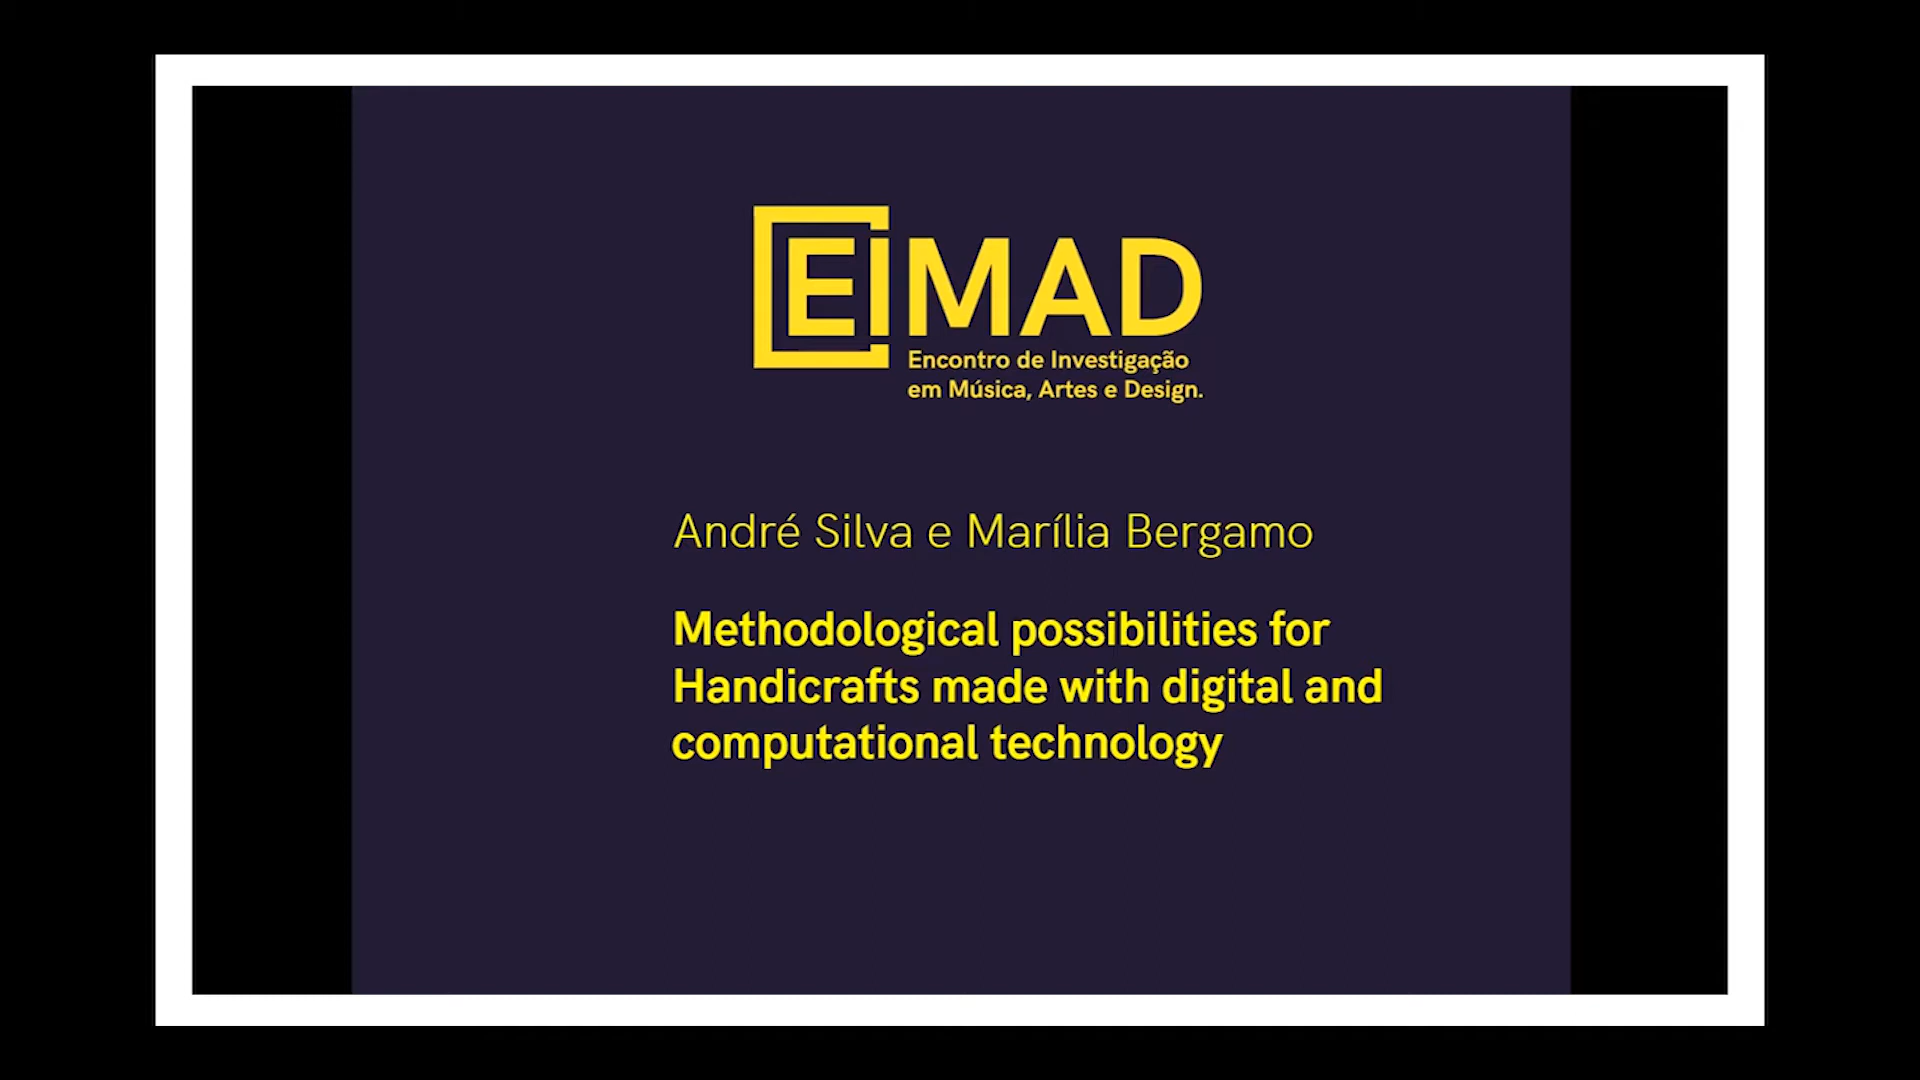 EIMAD
Encontro de Investigação
em Música, Artes e Design.
André Silva e Marília Bergamo
Methodological possibilities for
Handicrafts made with digital and
computational technology